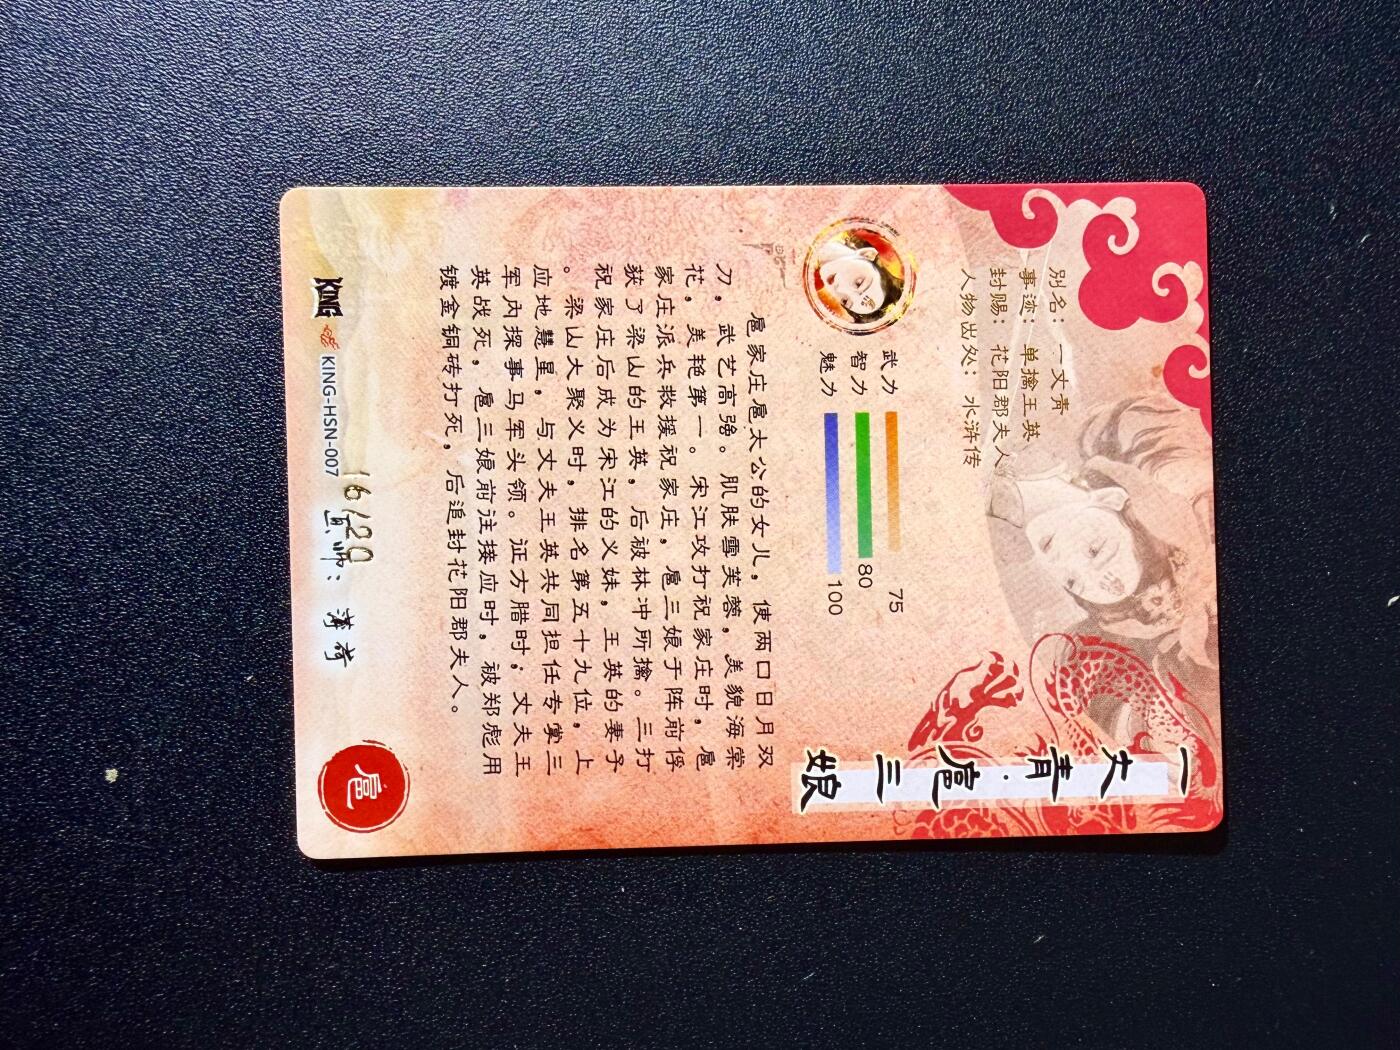 一丈青·扈三娘
别名：一丈青
事迹：单擒王英
封赐：花阳郡夫人
人物出处：水浒传
武力 75
智力 80
魅力 100
扈家庄扈太公的女儿，使两口日月双
刀，武艺高强。肌肤雪芙蓉，美貌海棠
花，美艳第一。宋江攻打祝家庄时，扈
家庄派兵救援祝家庄，扈三娘于阵前俘
获了梁山的王英，后被林冲所擒。三打
祝家庄后成为宋江的义妹，王英的妻子
。梁山大聚义时，排名第五十九位，上
应地慧星，与丈夫王英共同担任专掌三
军内探事马军头领。征方腊时；丈夫王
英战死，扈三娘前往接应时，被郑彪用
镀金铜砖打死，后追封花阳郡夫人。
16/20
KING KING-HSN-007 画师：薄荷
扈